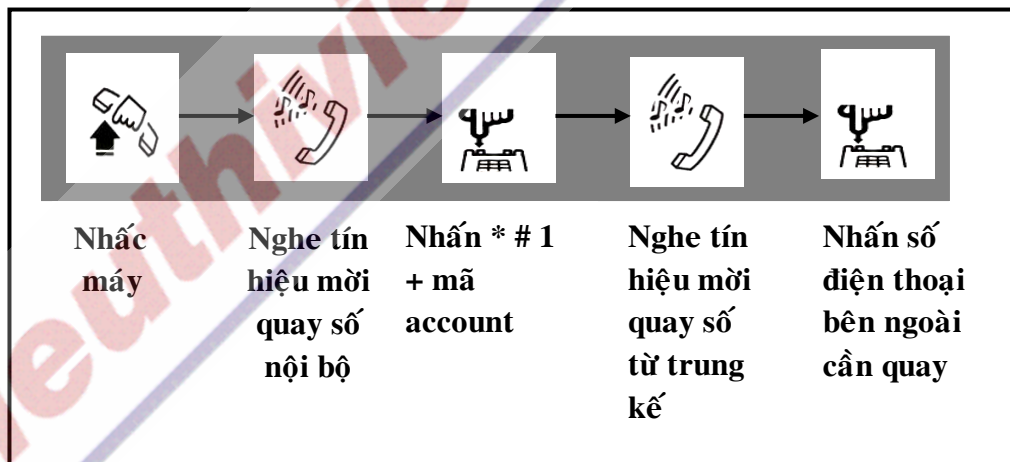 Nhấc
máy
Nghe tín
hiệu mời
quay số
nội bộ
Nhấn * # 1
+ mã
account
Nghe tín
hiệu mời
quay số
từ trung
kế
Nhấn số
điện thoại
bên ngoài
cần quay